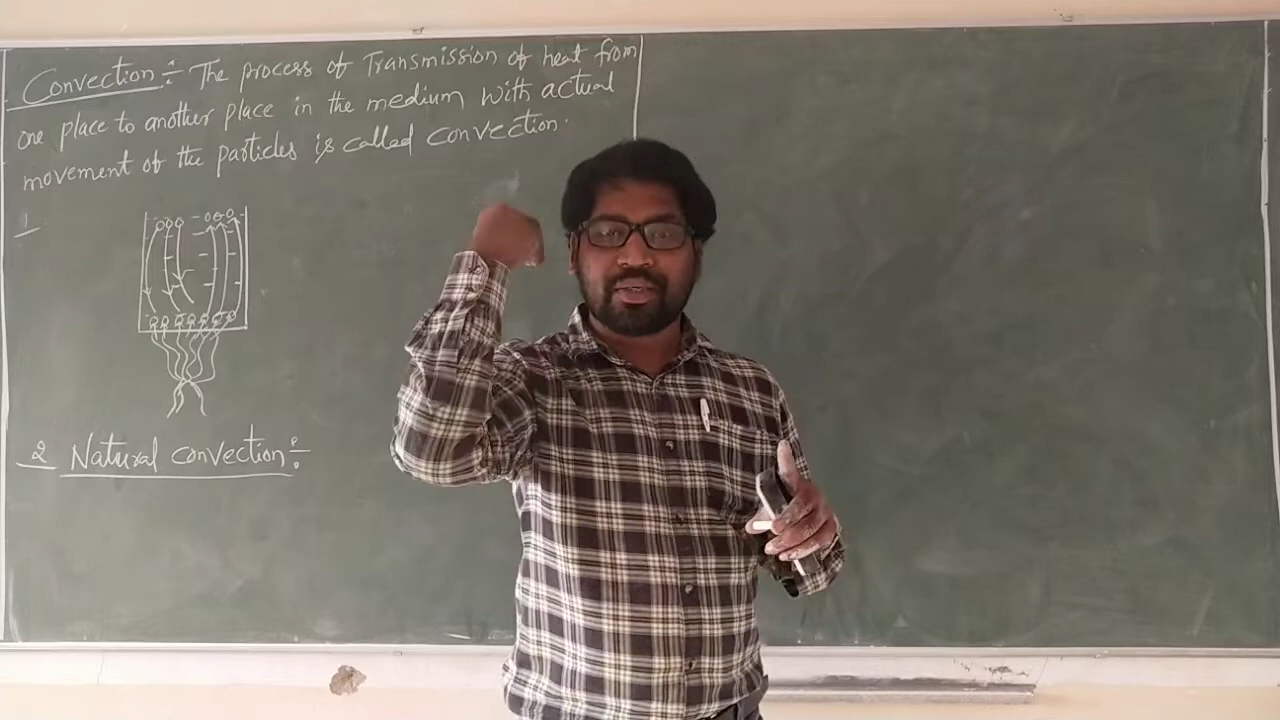 Convection :- The process of Transmission of heat from
one place to another place in the medium with actual
movement of the particles is called convection.
1
2 Natural convection :-